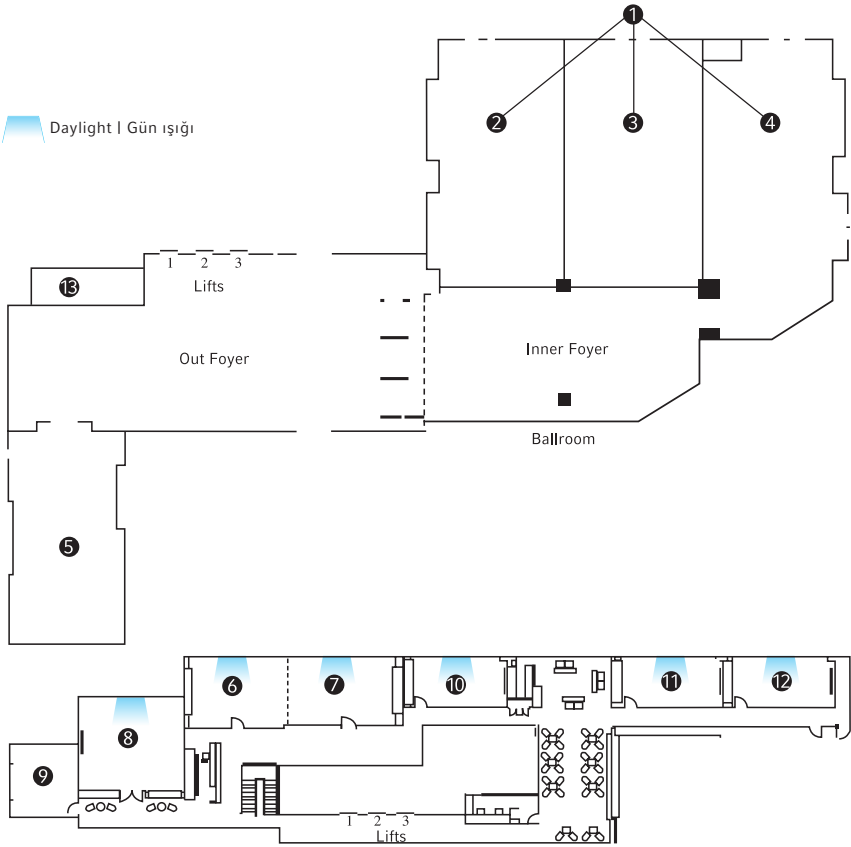 1
2
3
4
Daylight | Gün ışığı
1 2 3
Lifts
13
Out Foyer
Inner Foyer
Ballroom
5
6
7
10
11
12
8
9
1 2 3
Lifts